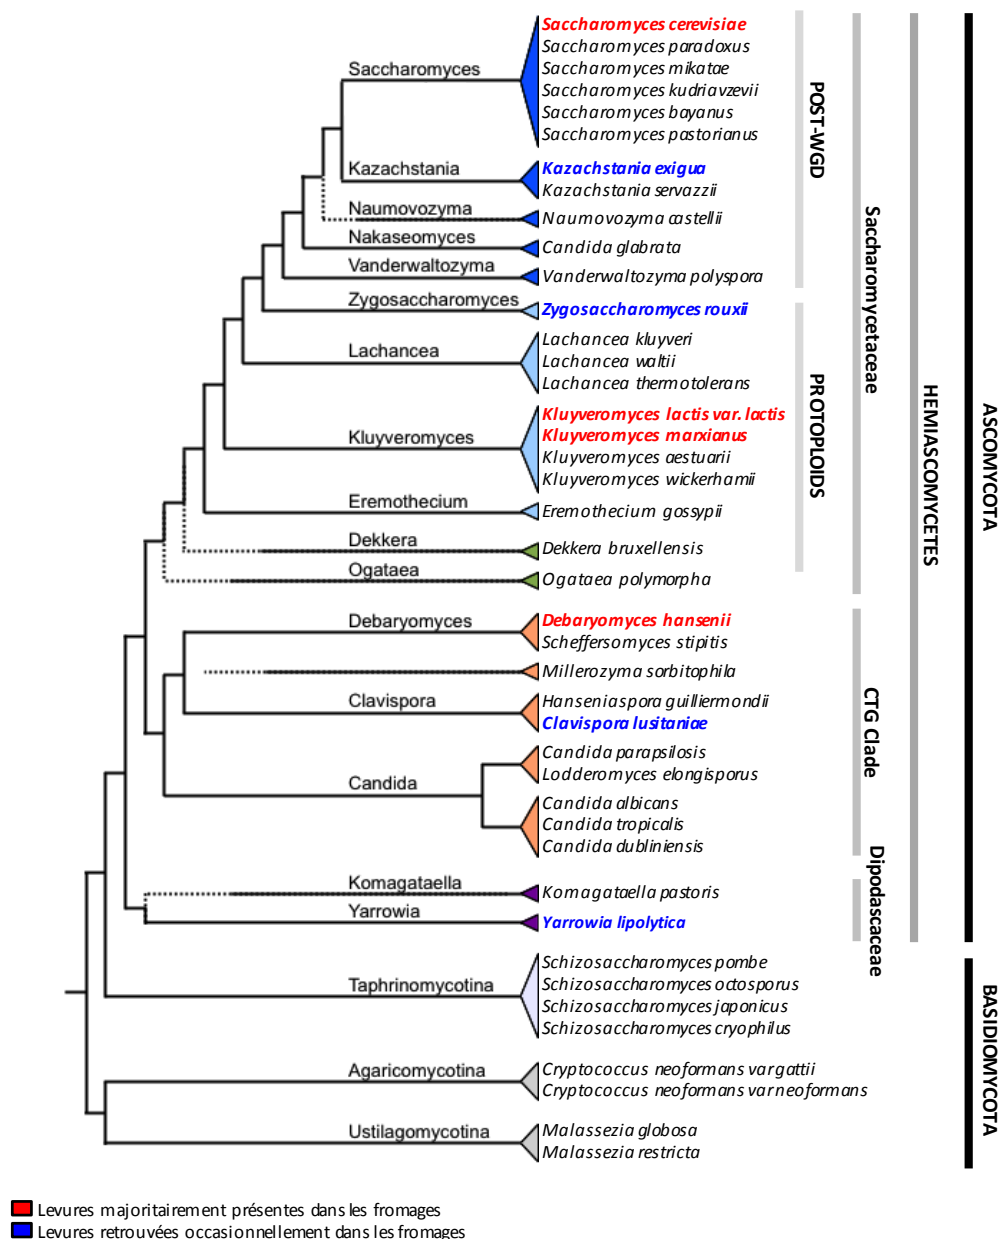 Saccharomyces
Saccharomyces cerevisiae
Saccharomyces paradoxus
Saccharomyces mikatae
Saccharomyces kudriavzevii
Saccharomyces bayanus
Saccharomyces pastorianus
Kazachstania
Kazachstania exigua
Kazachstania servazzii
Naumovozyma
Naumovozyma castellii
Nakaseomyces
Candida glabrata
Vanderwaltozyma
Vanderwaltozyma polyspora
Zygosaccharomyces
Zygosaccharomyces rouxii
Lachancea
Lachancea kluyveri
Lachancea waltii
Lachancea thermotolerans
Kluyveromyces
Kluyveromyces lactis var. lactis
Kluyveromyces marxianus
Kluyveromyces aestuarii
Kluyveromyces wickerhamii
Eremothecium
Eremothecium gossypii
Dekkera
Dekkera bruxellensis
Ogataea
Ogataea polymorpha
Debaryomyces
Debaryomyces hansenii
Scheffersomyces stipitis
Millerozyma sorbitophila
Clavispora
Hanseniaspora guilliermondii
Clavispora lusitaniae
Candida
Candida parapsilosis
Lodderomyces elongisporus
Candida albicans
Candida tropicalis
Candida dubliniensis
Komagataella
Komagataella pastoris
Yarrowia
Yarrowia lipolytica
Taphrinomycotina
Schizosaccharomyces pombe
Schizosaccharomyces octosporus
Schizosaccharomyces japonicus
Schizosaccharomyces cryophilus
Agaricomycotina
Cryptococcus neoformans var gattii
Cryptococcus neoformans var neoformans
Ustilagomycotina
Malassezia globosa
Malassezia restricta
POST-WGD
PROTOPLOIDS
Saccharomycetaceae
CTG Clade
Dipodascaceae
HEMIASCOMYCETES
ASCOMYCOTA
BASIDIOMYCOTA
Levures majoritairement présentes dans les fromages
Levures retrouvées occasionnellement dans les fromages